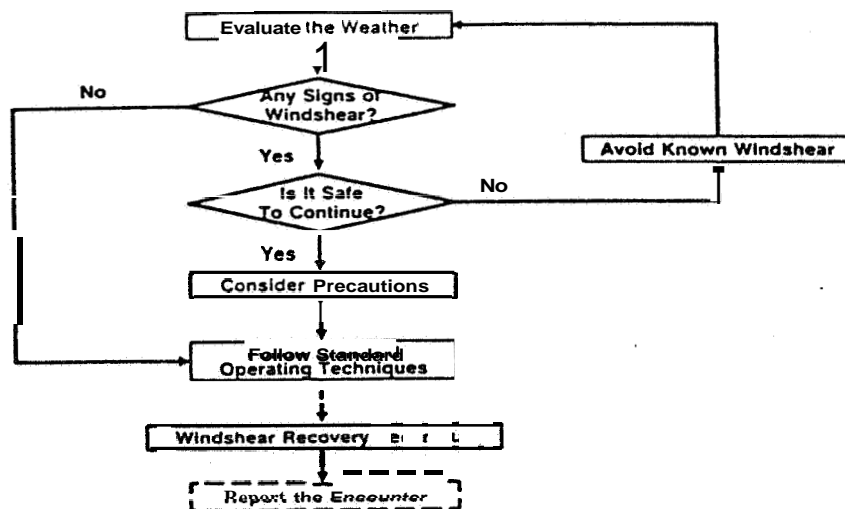 Evaluate the Weather
No
Any Signs of
Windshear?
Yes
Avoid Known Windshear
Is It Safe
To Continue?
No
Yes
Consider Precautions
Follow Standard
Operating Techniques
Windshear Recovery
Report the Encounter